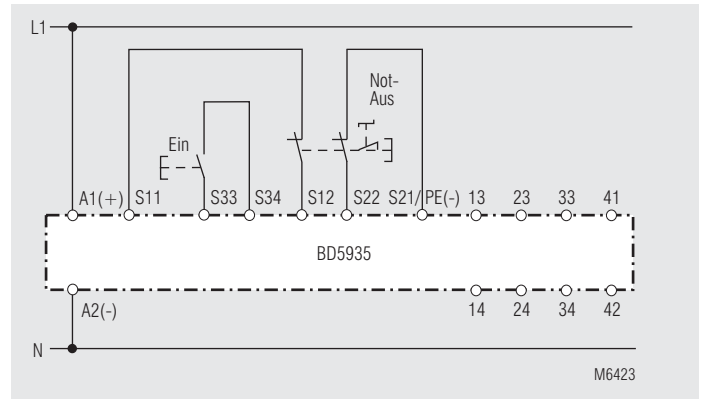 L1
Not-
Aus
Ein
A1(+) S11 S33 S34 S12 S22 S21/PE(-) 13 23 33 41
BD5935
A2(-) 14 24 34 42
N
M6423